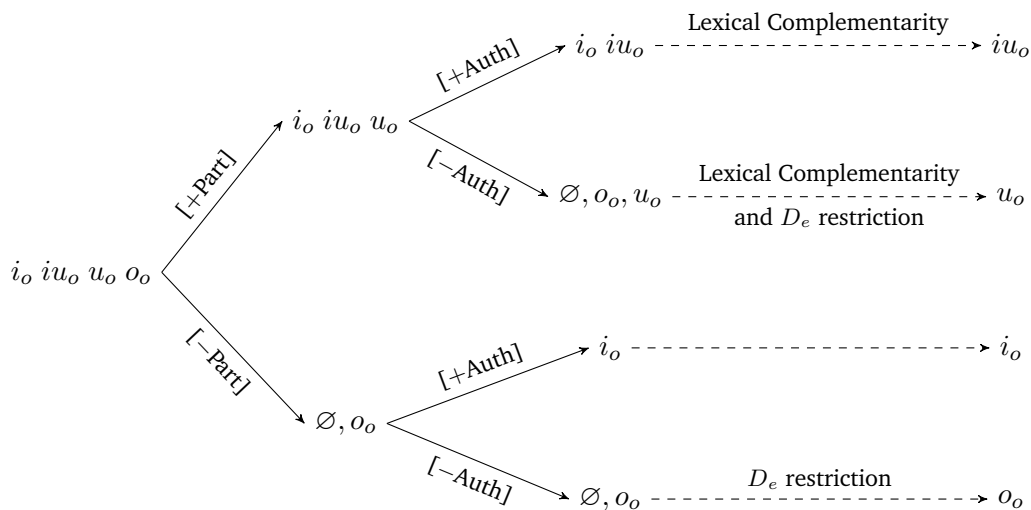 [+Auth]
i_o iu_o
Lexical Complementarity
iu_o
[+Part]
i_o iu_o u_o
[−Auth]
∅, o_o, u_o
Lexical Complementarity
and D_e restriction
u_o
i_o iu_o u_o o_o
[−Part]
∅, o_o
[+Auth]
i_o
i_o
[−Auth]
∅, o_o
D_e restriction
o_o